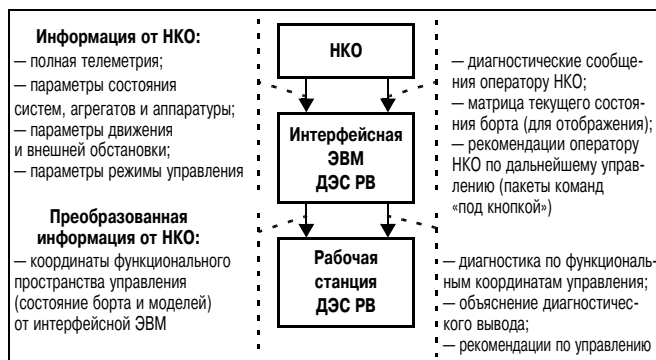 Информация от НКО:
— полная телеметрия;
— параметры состояния
систем, агрегатов и аппаратуры;
— параметры движения
и внешней обстановки;
— параметры режимы управления
Преобразованная
информация от НКО:
— координаты функционального
пространства управления
(состояние борта и моделей)
от интерфейсной ЭВМ
НКО
Интерфейсная
ЭВМ
ДЭС РВ
Рабочая
станция
ДЭС РВ
— диагностические сообще-
ния оператору НКО;
— матрица текущего состоя-
ния борта (для отображения);
— рекомендации оператору
НКО по дальнейшему управ-
лению (пакеты команд
«под кнопкой»)
— диагностика по функциональ-
ным координатам управления;
— объяснение диагностичес-
кого вывода;
— рекомендации по управлению